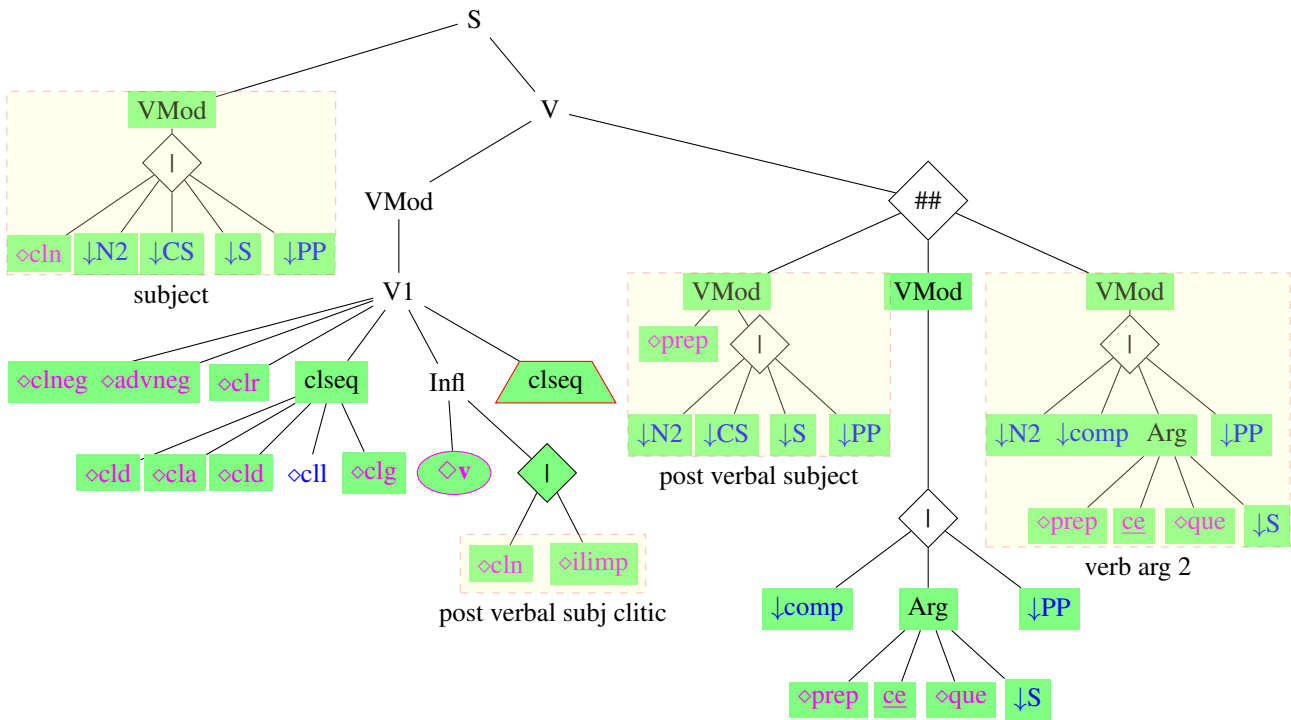 S
VMod
V
|
VMod
##
⋄cln ↓N2 ↓CS ↓S ↓PP
subject
V1
VMod VMod VMod
⋄prep | |
⋄clneg ⋄advneg ⋄clr clseq Infl clseq
↓N2 ↓CS ↓S ↓PP ↓N2 ↓comp Arg ↓PP
post verbal subject
⋄cld ⋄cla ⋄cld ⋄cll ⋄clg ◇v |
| ⋄prep ce ⋄que ↓S
⋄cln ⋄ilimp verb arg 2
post verbal subj clitic
↓comp Arg ↓PP
⋄prep ce ⋄que ↓S